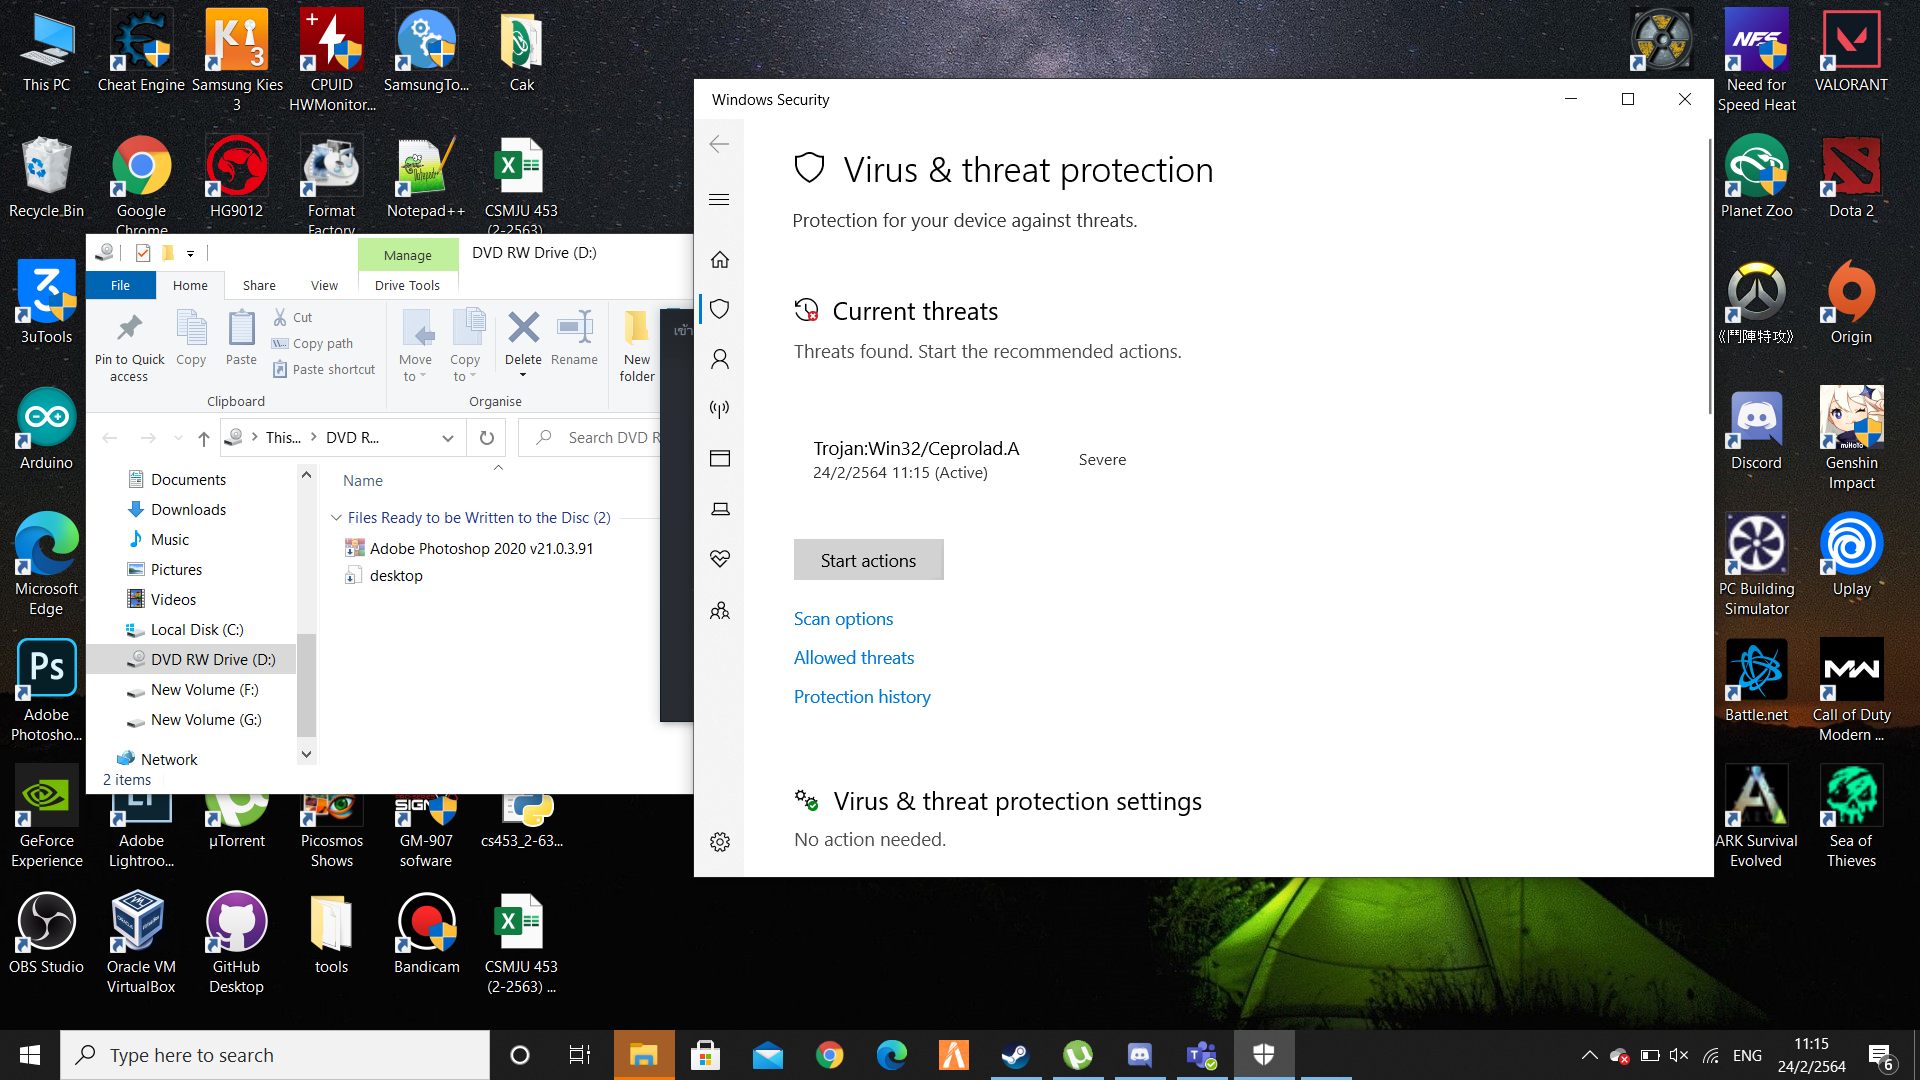 This PC
Cheat Engine
Samsung Kies
3
CPUID
HWMonitor...
SamsungTo...
Cak
Need for
Speed Heat
VALORANT
Recycle Bin
Google
Chrome
HG9012
Format
Factory
Notepad++
CSMJU 453
(2-2563)
Planet Zoo
Dota 2
3uTools
《鬥陣特攻》
Origin
Arduino
Discord
Genshin
Impact
Microsoft
Edge
PC Building
Simulator
Uplay
Adobe
Photosho...
Battle.net
Call of Duty
Modern ...
GeForce
Experience
Adobe
Lightroo...
µTorrent
Picosmos
Shows
GM-907
sofware
cs453_2-63...
ARK Survival
Evolved
Sea of
Thieves
OBS Studio
Oracle VM
VirtualBox
GitHub
Desktop
tools
Bandicam
CSMJU 453
(2-2563) ...
Manage
DVD RW Drive (D:)
File
Home
Share
View
Drive Tools
Pin to Quick
access
Copy
Paste
Cut
Copy path
Paste shortcut
Move
to
Copy
to
Delete
Rename
New
folder
Clipboard
Organise
This...
DVD R...
Search DVD R
Documents
Downloads
Music
Pictures
Videos
Local Disk (C:)
DVD RW Drive (D:)
New Volume (F:)
New Volume (G:)
Network
2 items
Name
Files Ready to be Written to the Disc (2)
Adobe Photoshop 2020 v21.0.3.91
desktop
เข้า
Windows Security
Virus & threat protection
Protection for your device against threats.
Current threats
Threats found. Start the recommended actions.
Trojan:Win32/Ceprolad.A
24/2/2564 11:15 (Active)
Severe
Start actions
Scan options
Allowed threats
Protection history
Virus & threat protection settings
No action needed.
Type here to search
ENG
11:15
24/2/2564
6